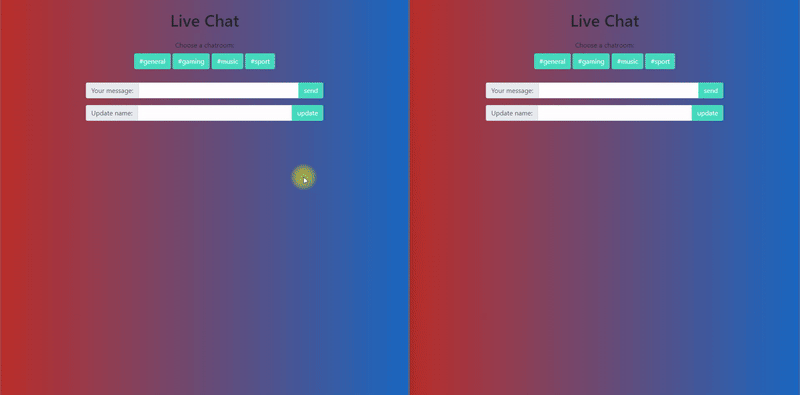 Live Chat
Choose a chatroom:
#general #gaming #music #sport
Your message: send
Update name: update
Live Chat
Choose a chatroom:
#general #gaming #music #sport
Your message: send
Update name: update